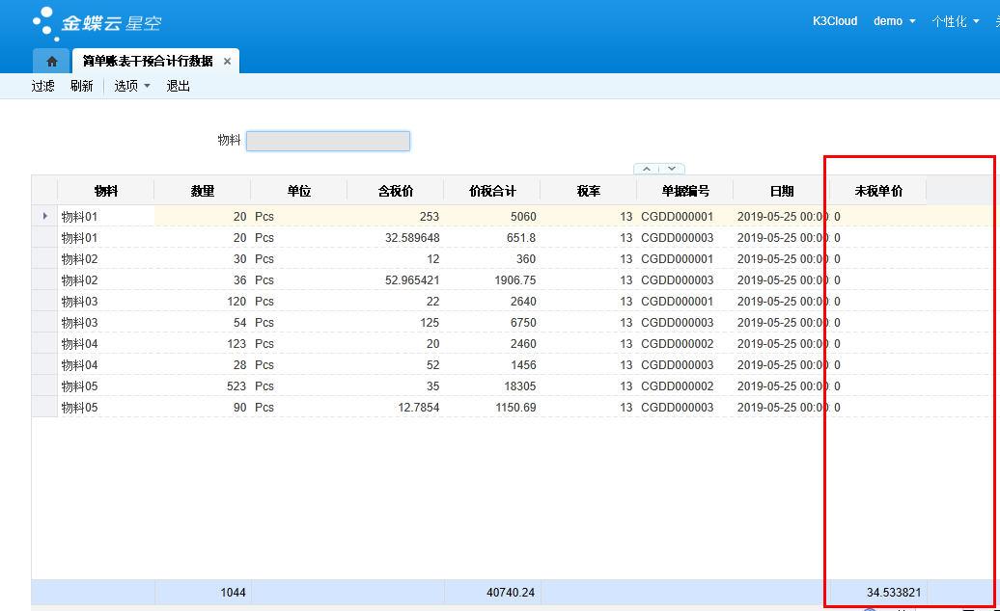 金蝶云 星空
K3Cloud demo 个性化
简单账表干预合计行数据 ×
过滤 刷新 选项 退出
物料
物料 数量 单位 含税价 价税合计 税率 单据编号 日期 未税单价
物料01 20 Pcs 253 5060 13 CGDD000001 2019-05-25 00:00 0
物料01 20 Pcs 32.589648 651.8 13 CGDD000003 2019-05-25 00:00 0
物料02 30 Pcs 12 360 13 CGDD000001 2019-05-25 00:00 0
物料02 36 Pcs 52.965421 1906.75 13 CGDD000003 2019-05-25 00:00 0
物料03 120 Pcs 22 2640 13 CGDD000001 2019-05-25 00:00 0
物料03 54 Pcs 125 6750 13 CGDD000003 2019-05-25 00:00 0
物料04 123 Pcs 20 2460 13 CGDD000002 2019-05-25 00:00 0
物料04 28 Pcs 52 1456 13 CGDD000003 2019-05-25 00:00 0
物料05 523 Pcs 35 18305 13 CGDD000002 2019-05-25 00:00 0
物料05 90 Pcs 12.7854 1150.69 13 CGDD000003 2019-05-25 00:00 0
1044 40740.24 34.533821